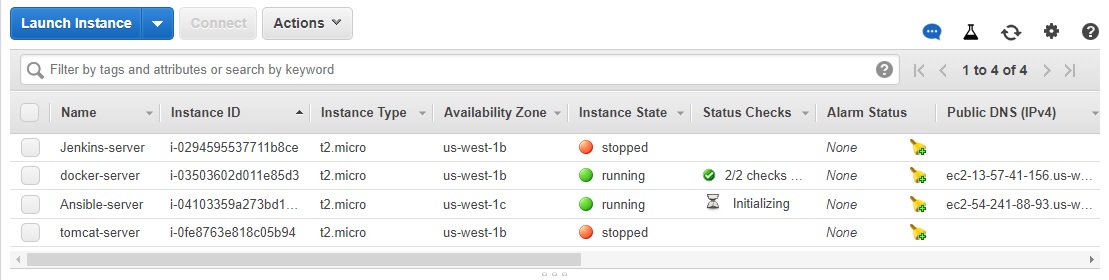 Launch Instance Connect Actions
Filter by tags and attributes or search by keyword ? 1 to 4 of 4
Name Instance ID Instance Type Availability Zone Instance State Status Checks Alarm Status Public DNS (IPv4)
Jenkins-server i-0294595537711b8ce t2.micro us-west-1b stopped None
docker-server i-03503602d011e85d3 t2.micro us-west-1b running 2/2 checks ... None ec2-13-57-41-156.us-w...
Ansible-server i-04103359a273bd1... t2.micro us-west-1c running Initializing None ec2-54-241-88-93.us-w...
tomcat-server i-0fe8763e818c05b94 t2.micro us-west-1b stopped None